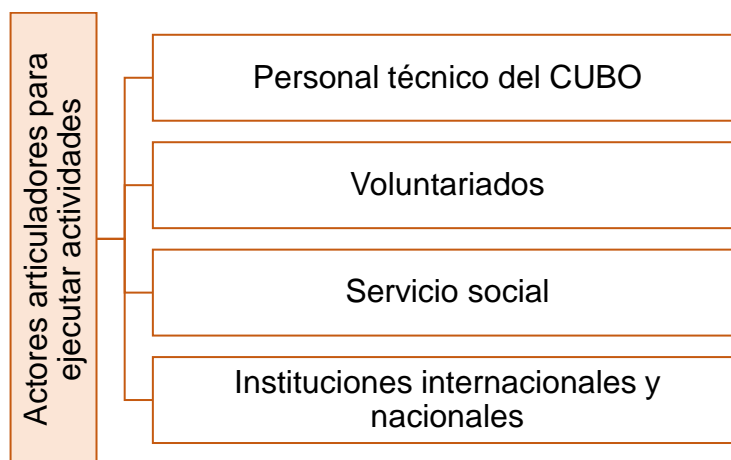 Actores articuladores para
ejecutar actividades
Personal técnico del CUBO
Voluntariados
Servicio social
Instituciones internacionales y
nacionales